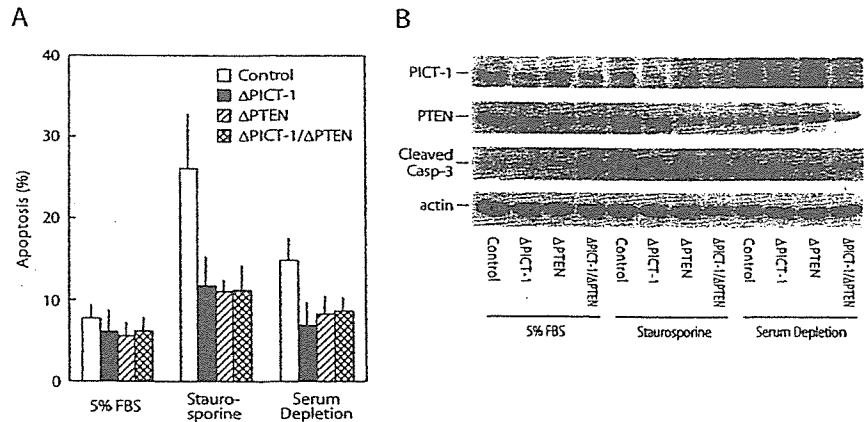 A
40
30
20
10
0
Apoptosis (%)
Control
ΔPICT-1
ΔPTEN
ΔPICT-1/ΔPTEN
5% FBS
Stauro-
sporine
Serum
Depletion
B
PICT-1
PTEN
Cleaved
Casp-3
actin
Control
ΔPICT-1
ΔPTEN
ΔPICT-1/ΔPTEN
Control
ΔPICT-1
ΔPTEN
ΔPICT-1/ΔPTEN
Control
ΔPICT-1
ΔPTEN
ΔPICT-1/ΔPTEN
5% FBS
Staurosporine
Serum Depletion